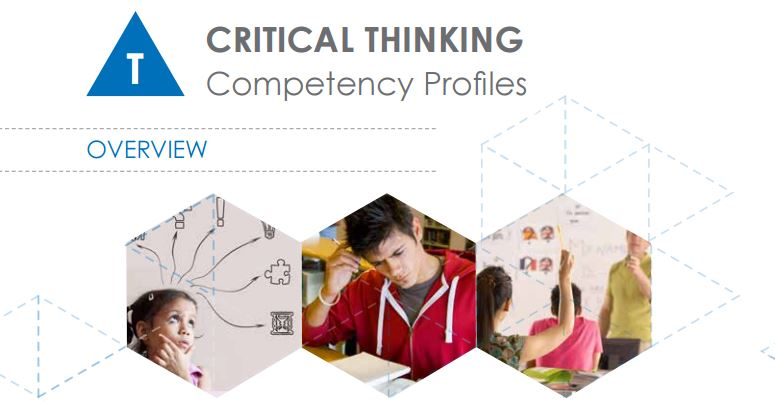 T
CRITICAL THINKING
Competency Profiles
OVERVIEW